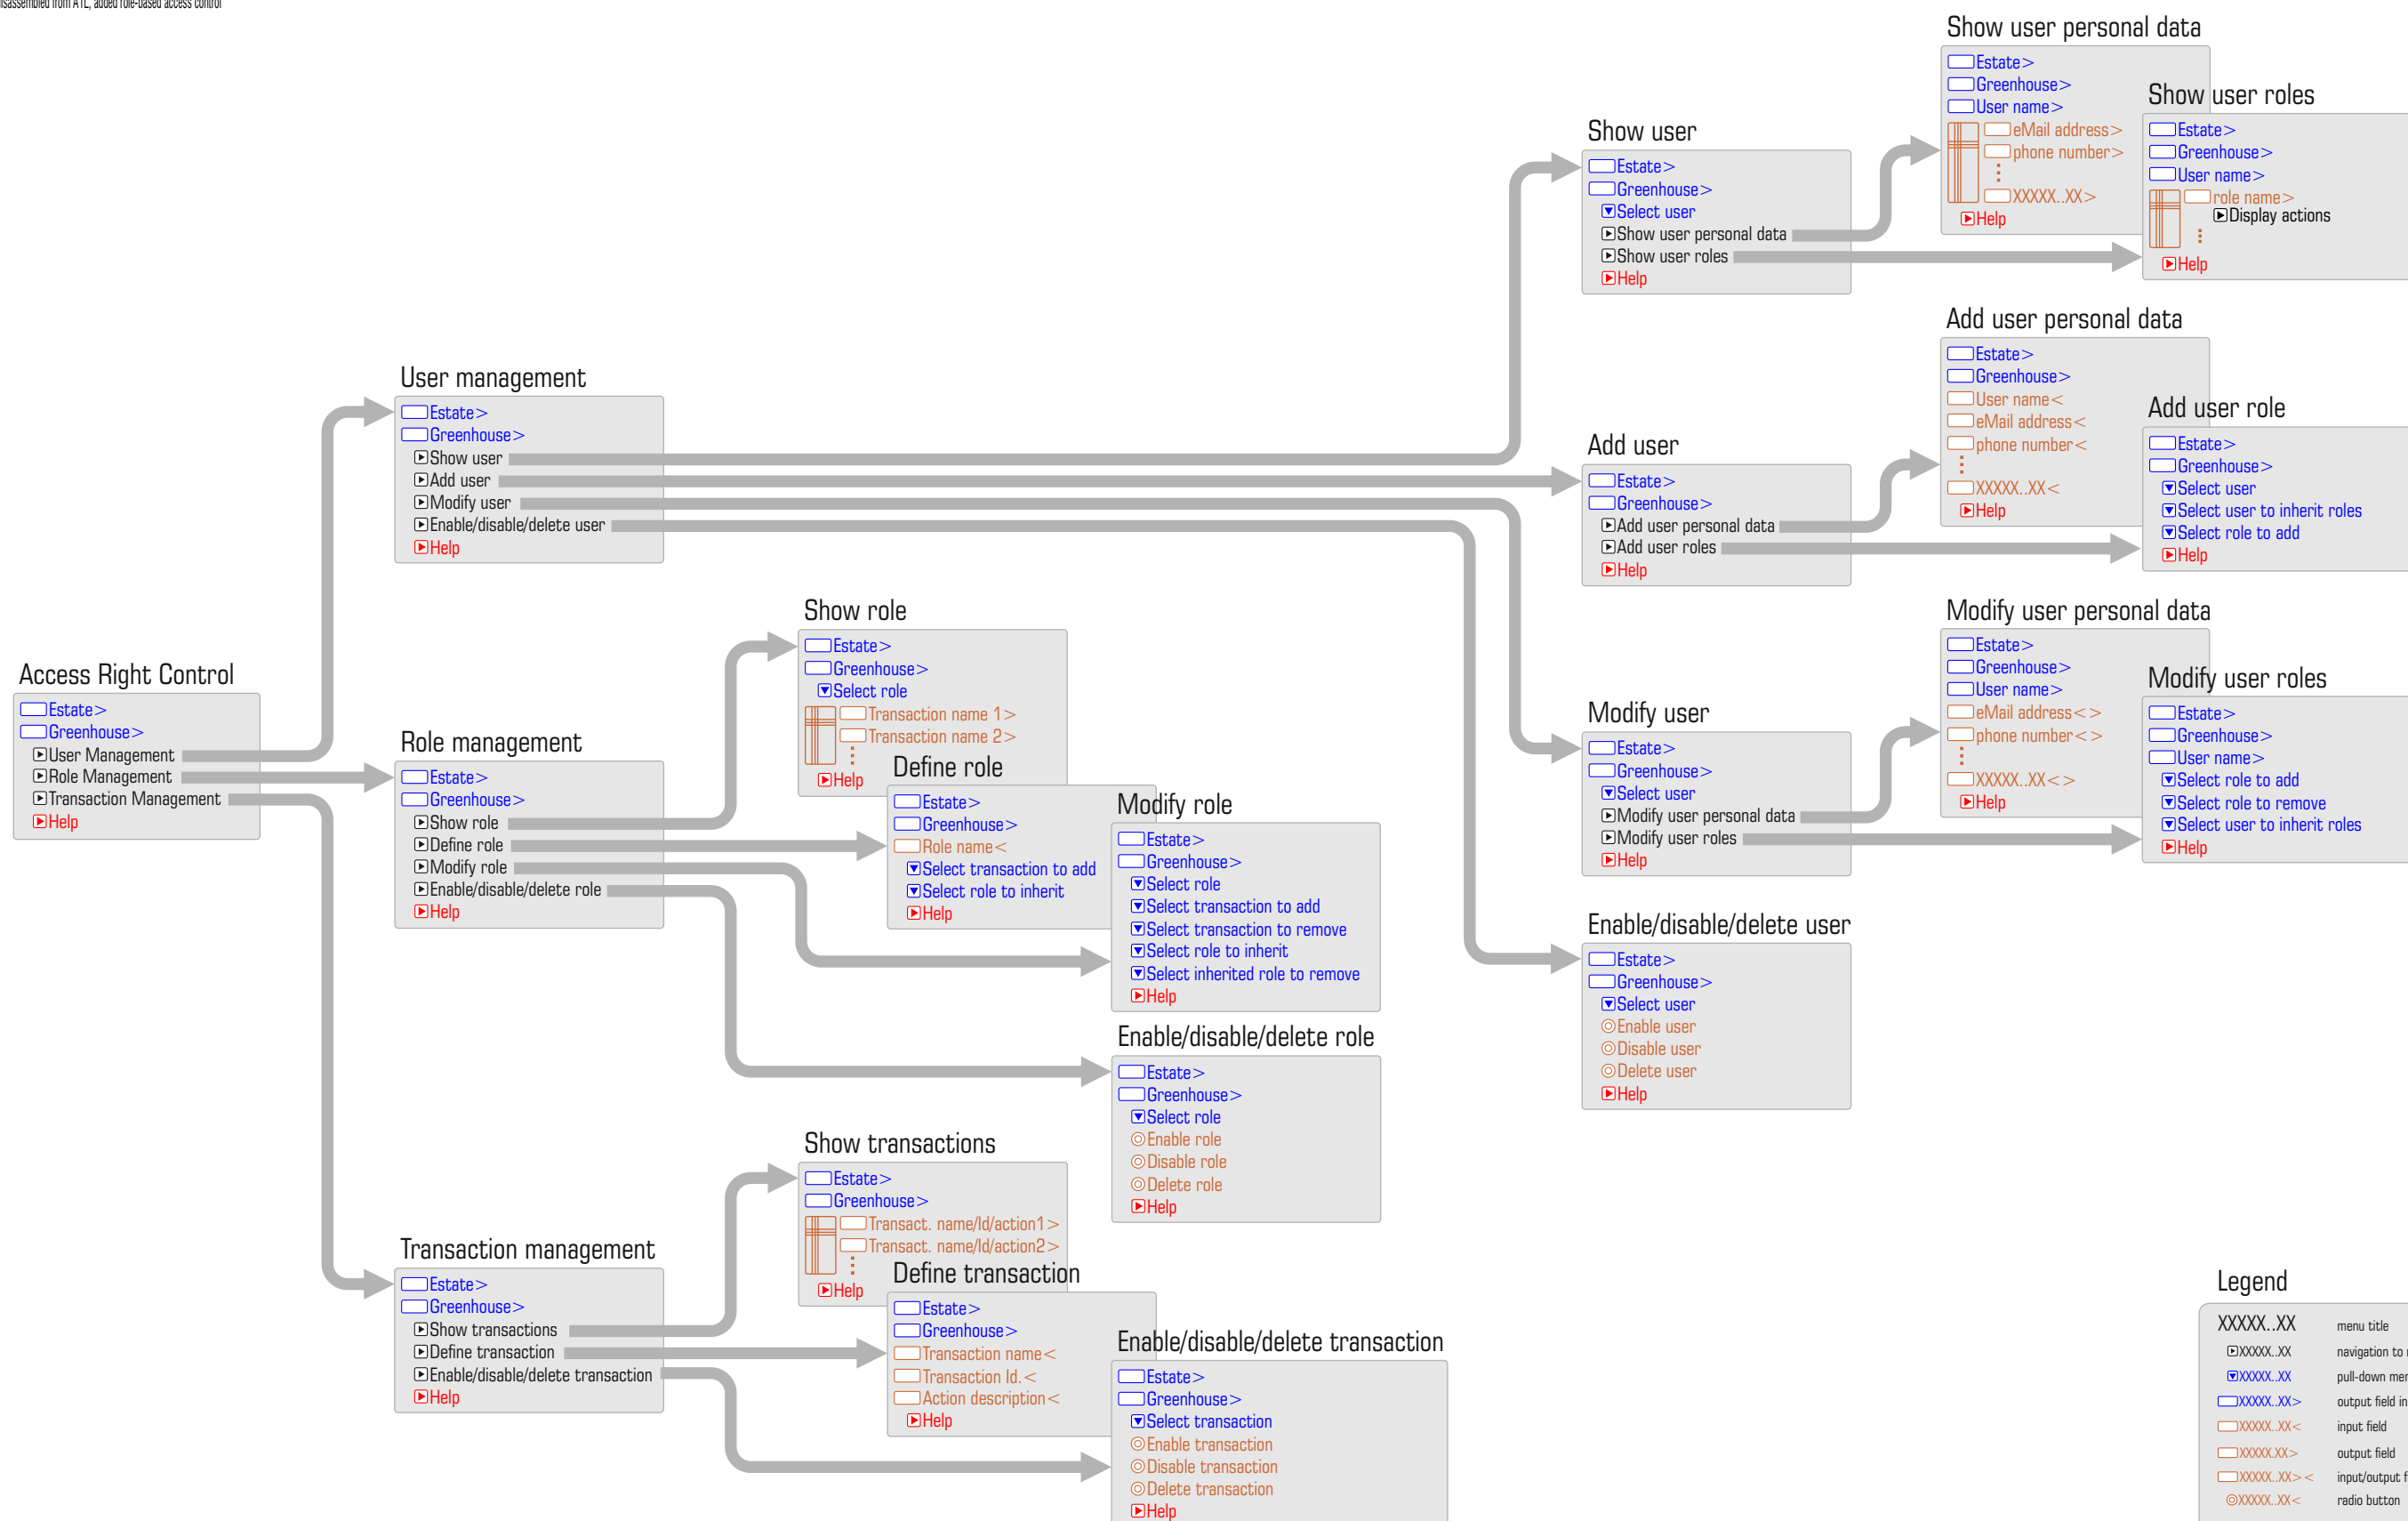 added role-based access control
Access Right Control
Estate>
Greenhouse>
User Management
Role Management
Transaction Management
Help
User management
Estate>
Greenhouse>
Show user
Add user
Modify user
Enable/disable/delete user
Help
Role management
Estate>
Greenhouse>
Show role
Define role
Modify role
Enable/disable/delete role
Help
Transaction management
Estate>
Greenhouse>
Show transactions
Define transaction
Enable/disable/delete transaction
Help
Show role
Estate>
Greenhouse>
Select role
Transaction name 1>
Transaction name 2>
Help
Define role
Estate>
Greenhouse>
Role name<
Select transaction to add
Select role to inherit
Help
Modify role
Estate>
Greenhouse>
Select role
Select transaction to add
Select transaction to remove
Select role to inherit
Select inherited role to remove
Help
Enable/disable/delete role
Estate>
Greenhouse>
Select role
Enable role
Disable role
Delete role
Help
Show transactions
Estate>
Greenhouse>
Transact. name/Id/action1>
Transact. name/Id/action2>
Help
Define transaction
Estate>
Greenhouse>
Transaction name<
Transaction Id.<
Action description<
Help
Enable/disable/delete transaction
Estate>
Greenhouse>
Select transaction
Enable transaction
Disable transaction
Delete transaction
Help
Show user
Estate>
Greenhouse>
Select user
Show user personal data
Show user roles
Help
Show user personal data
Estate>
Greenhouse>
User name>
eMail address>
phone number>
XXXXX..XX>
Help
Show user roles
Estate>
Greenhouse>
User name>
role name>
Display actions
Help
Add user
Estate>
Greenhouse>
Add user personal data
Add user roles
Help
Add user personal data
Estate>
Greenhouse>
User name<
eMail address<
phone number<
XXXXX..XX<
Help
Add user role
Estate>
Greenhouse>
Select user
Select user to inherit roles
Select role to add
Help
Modify user
Estate>
Greenhouse>
Select user
Modify user personal data
Modify user roles
Help
Modify user personal data
Estate>
Greenhouse>
User name>
eMail address<>
phone number<>
XXXXX..XX<>
Help
Modify user roles
Estate>
Greenhouse>
User name>
Select role to add
Select role to remove
Select user to inherit roles
Help
Enable/disable/delete user
Estate>
Greenhouse>
Select user
Enable user
Disable user
Delete user
Help
Legend
XXXXX..XX menu title
XXXXX..XX navigation to
XXXXX..XX pull-down
XXXXX..XX> output field
XXXXX..XX< input field
XXXXX.XX> output field
XXXXX..XX>< input/output
XXXXX..XX< radio button